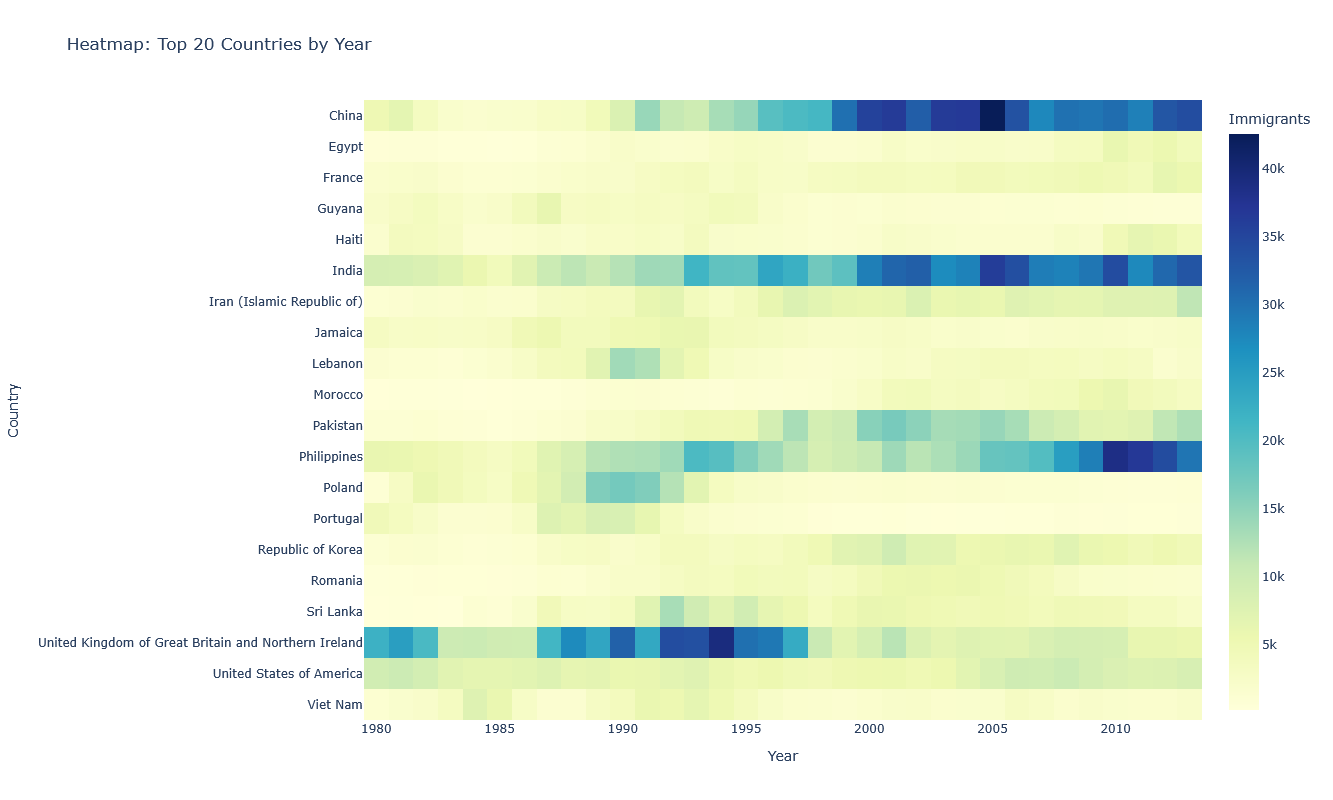 Heatmap: Top 20 Countries by Year
Immigrants
China
Egypt
France
Guyana
Haiti
India
Iran (Islamic Republic of)
Jamaica
Lebanon
Morocco
Pakistan
Philippines
Poland
Portugal
Republic of Korea
Romania
Sri Lanka
United Kingdom of Great Britain and Northern Ireland
United States of America
Viet Nam
Country
1980 1985 1990 1995 2000 2005 2010
Year
40k
35k
30k
25k
20k
15k
10k
5k